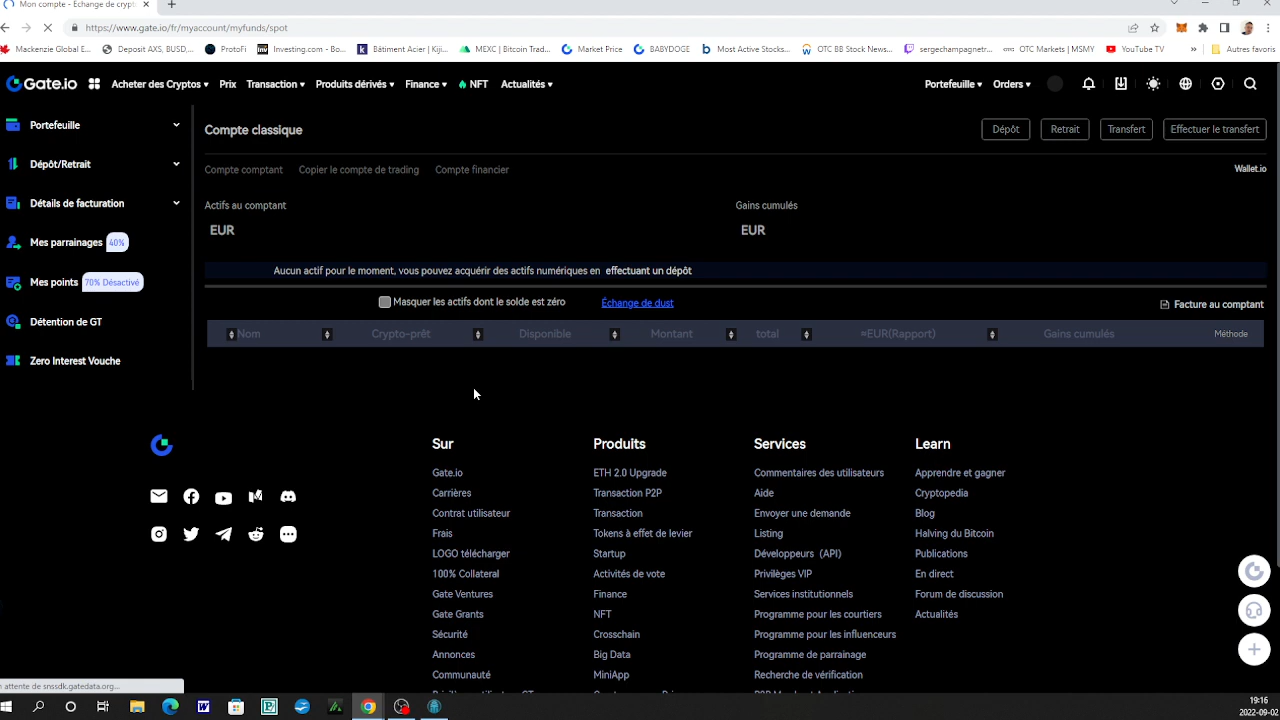 Mon compte - Échange de crypt
https://www.gate.io/fr/myaccount/myfunds/spot
Mackenzie Global E...
Deposit AXS, BUSD,...
ProtoFi
Investing.com - Bo...
Bâtiment Acier | Kiji...
MEXC | Bitcoin Trad...
Market Price
BABYDOGE
Most Active Stocks...
OTC BB Stock News...
sergechampagnetr...
OTC Markets | MSMY
YouTube TV
»
Autres favoris
Gate.io
Acheter des Cryptos
Prix
Transaction
Produits dérivés
Finance
NFT
Actualités
Portefeuille
Orders
Portefeuille
Dépôt/Retrait
Détails de facturation
Mes parrainages 40%
Mes points 70% Désactivé
Détention de GT
Zero Interest Vouche
Compte classique
Dépôt
Retrait
Transfert
Effectuer le transfert
Compte comptant
Copier le compte de trading
Compte financier
Wallet.io
Actifs au comptant
Gains cumulés
EUR
EUR
Aucun actif pour le moment, vous pouvez acquérir des actifs numériques en effectuant un dépôt
Masquer les actifs dont le solde est zéro
Échange de dust
Facture au comptant
Nom
Crypto-prêt
Disponible
Montant
total
≈EUR(Rapport)
Gains cumulés
Méthode
Sur
Gate.io
Carrières
Contrat utilisateur
Frais
LOGO télécharger
100% Collateral
Gate Ventures
Gate Grants
Sécurité
Annonces
Communauté
Produits
ETH 2.0 Upgrade
Transaction P2P
Transaction
Tokens à effet de levier
Startup
Activités de vote
Finance
NFT
Crosschain
Big Data
MiniApp
Services
Commentaires des utilisateurs
Aide
Envoyer une demande
Listing
Développeurs (API)
Privilèges VIP
Services institutionnels
Programme pour les courtiers
Programme pour les influenceurs
Programme de parrainage
Recherche de vérification
Learn
Apprendre et gagner
Cryptopedia
Blog
Halving du Bitcoin
Publications
En direct
Forum de discussion
Actualités
n attente de snssdk.gatedata.org...
19:16
2022-09-02